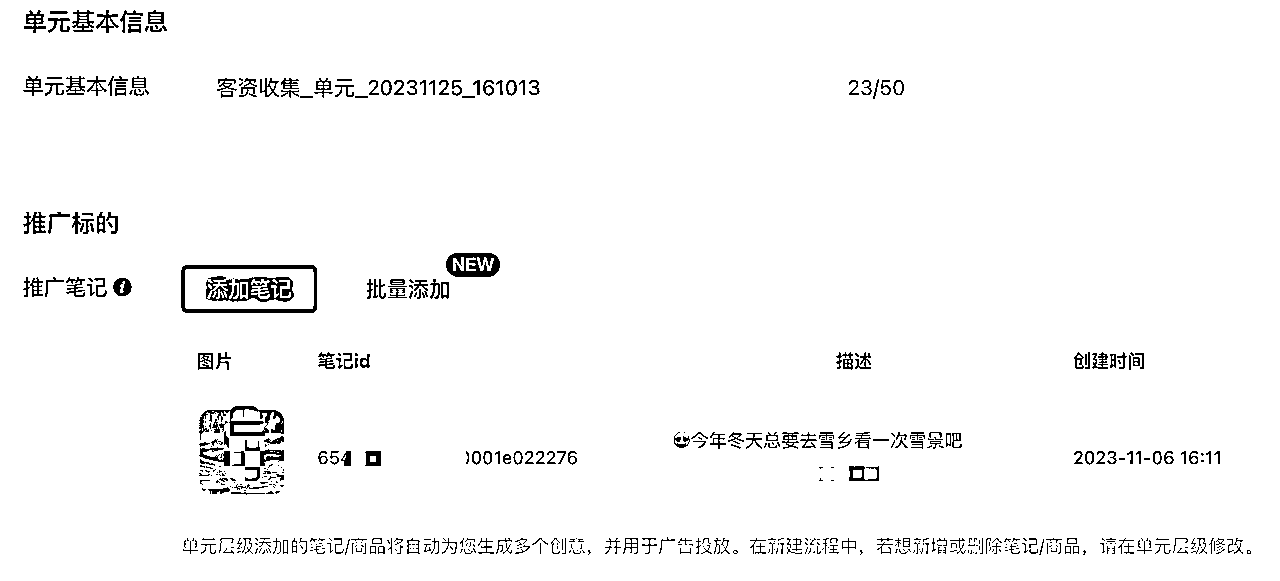 单元基本信息
单元基本信息 客资收集_单元_20231125_161013 23/50
推广标的
NEW
推广笔记 添加笔记 批量添加
图片 笔记id 描述 创建时间
😎今年冬天总要去雪乡看一次雪景吧
654 0001e022276 2023-11-06 16:11
单元层级添加的笔记/商品将自动为您生成多个创意，并用于广告投放。在新建流程中，若想新增或删除笔记/商品，请在单元层级修改。